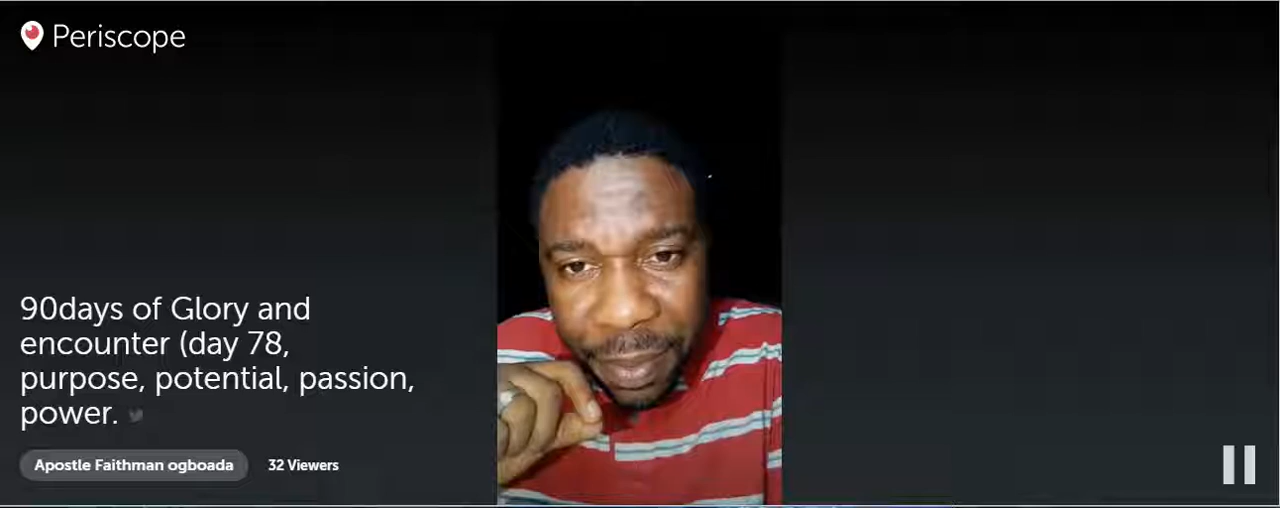 Periscope
90days of Glory and
encounter (day 78,
purpose, potential, passion,
power.
Apostle Faithman ogboada
32 Viewers